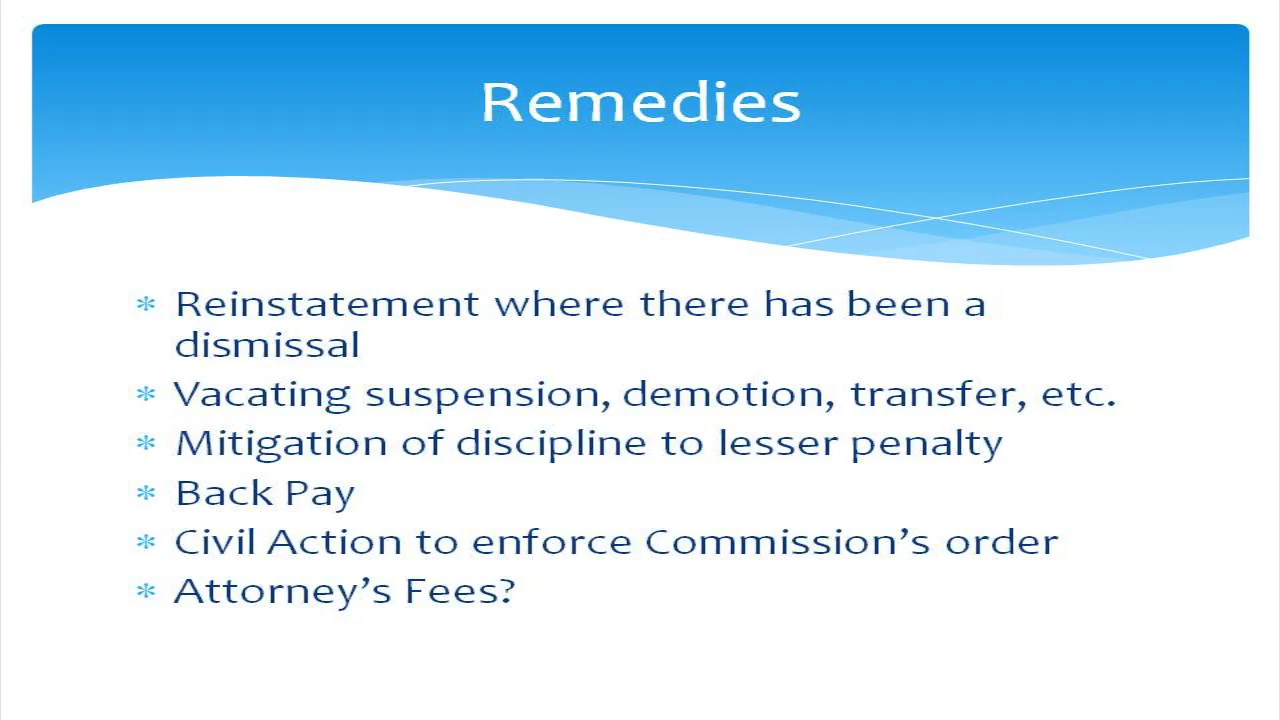 Remedies
* Reinstatement where there has been a
dismissal
* Vacating suspension, demotion, transfer, etc.
* Mitigation of discipline to lesser penalty
* Back Pay
* Civil Action to enforce Commission’s order
* Attorney’s Fees?